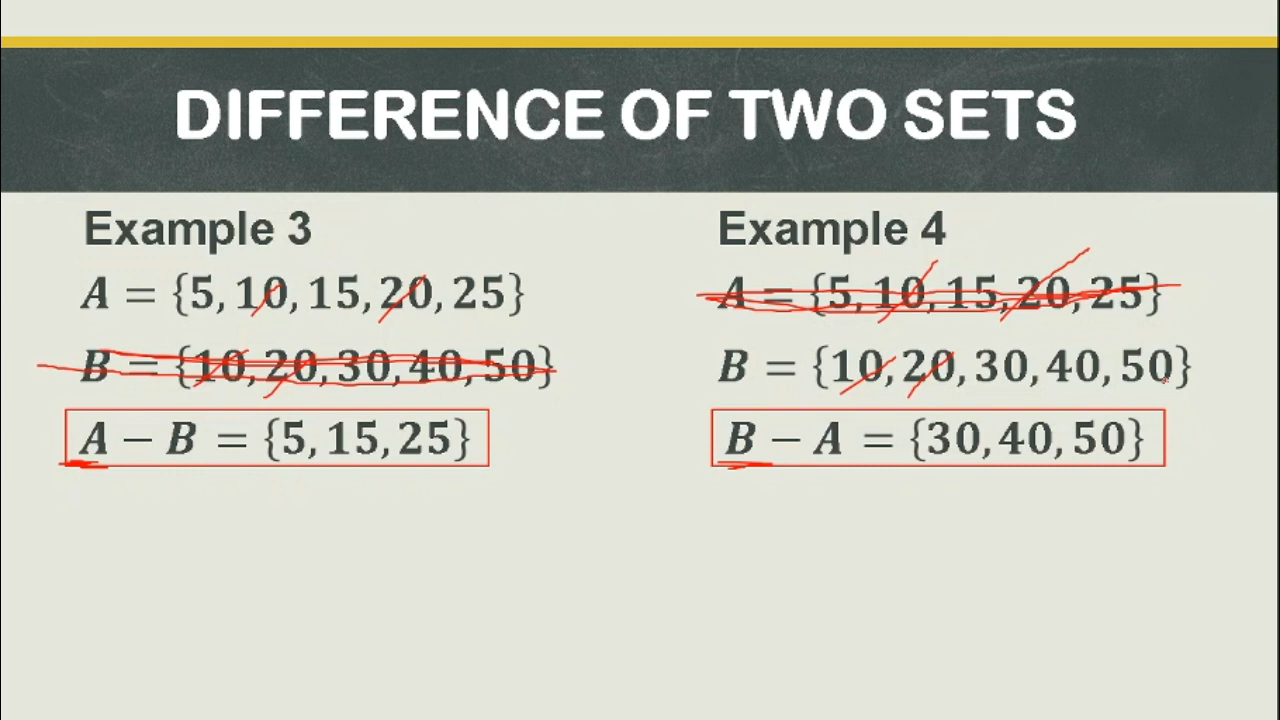 DIFFERENCE OF TWO SETS
Example 3
A = {5, 10, 15, 20, 25}
B = {10, 20, 30, 40, 50}
A − B = {5, 15, 25}
Example 4
A = {5, 10, 15, 20, 25}
B = {10, 20, 30, 40, 50}
B − A = {30, 40, 50}